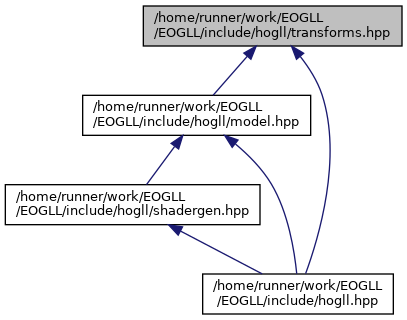 /home/runner/work/EOGLL
/EOGLL/include/hogll/transforms.hpp
/home/runner/work/EOGLL
/EOGLL/include/hogll/model.hpp
/home/runner/work/EOGLL
/EOGLL/include/hogll/shadergen.hpp
/home/runner/work/EOGLL
/EOGLL/include/hogll.hpp